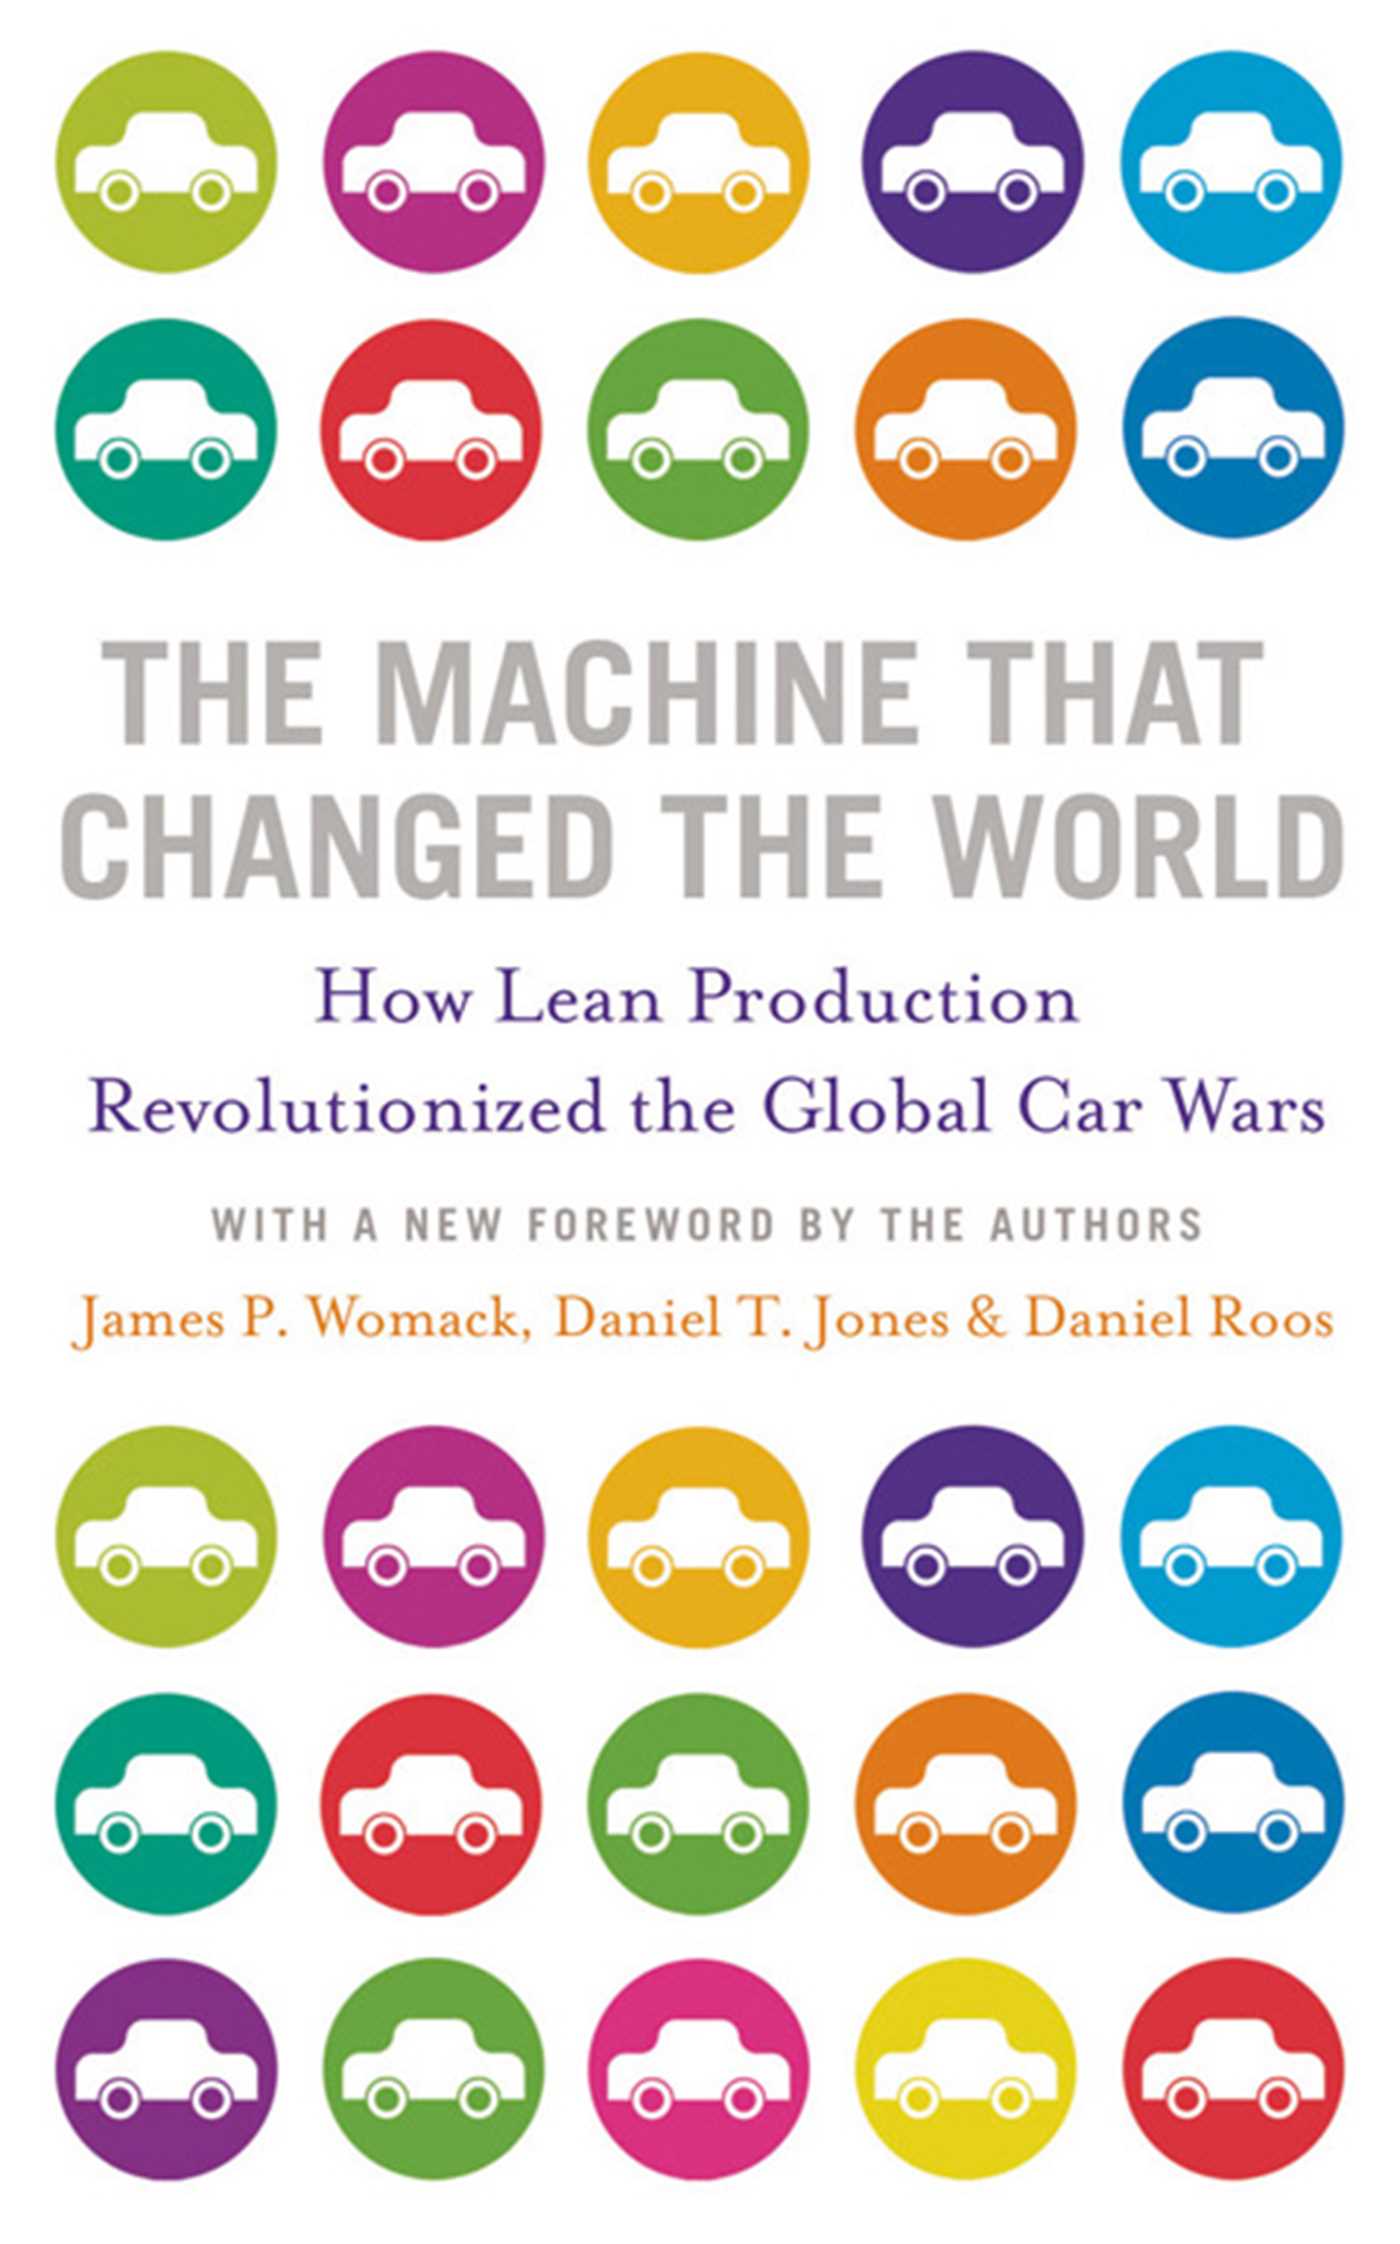 THE MACHINE THAT
CHANGED THE WORLD
How Lean Production
Revolutionized the Global Car Wars
WITH A NEW FOREWORD BY THE AUTHORS
James P. Womack, Daniel T. Jones & Daniel Roos